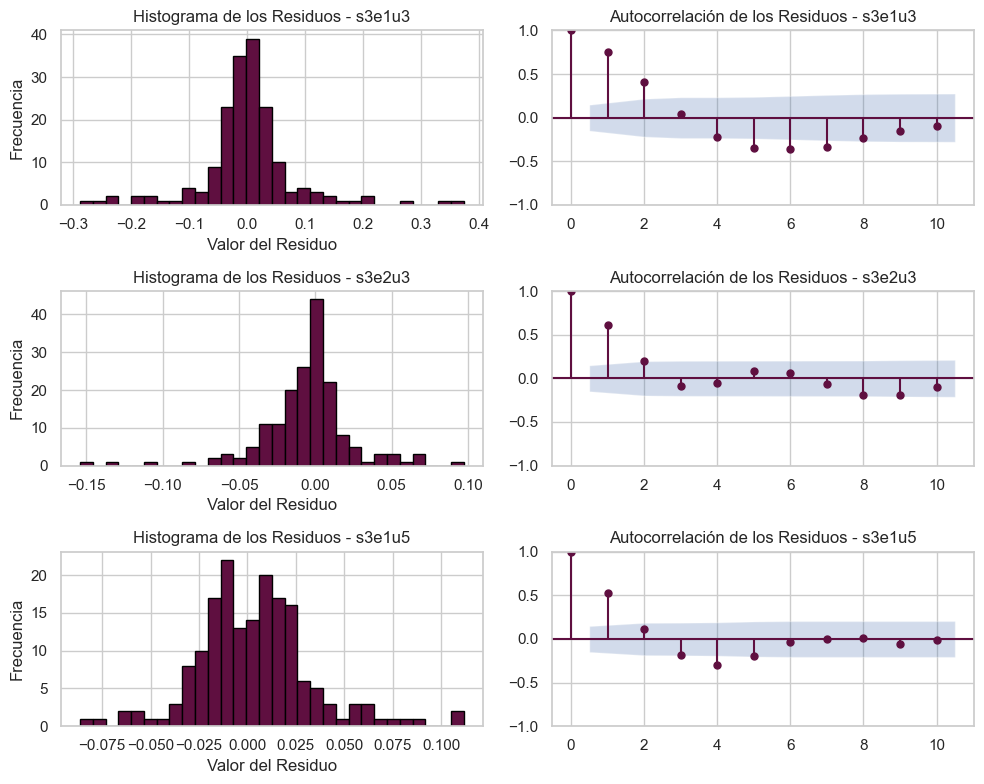 Histograma de los Residuos - s3e1u3
Frecuencia
40
30
20
10
0
−0.3 −0.2 −0.1 0.0 0.1 0.2 0.3 0.4
Valor del Residuo
Autocorrelación de los Residuos - s3e1u3
1.0
0.5
0.0
−0.5
−1.0
0 2 4 6 8 10
Histograma de los Residuos - s3e2u3
Frecuencia
40
30
20
10
0
−0.15 −0.10 −0.05 0.00 0.05 0.10
Valor del Residuo
Autocorrelación de los Residuos - s3e2u3
1.0
0.5
0.0
−0.5
−1.0
0 2 4 6 8 10
Histograma de los Residuos - s3e1u5
Frecuencia
20
15
10
5
0
−0.075 −0.050 −0.025 0.000 0.025 0.050 0.075 0.100
Valor del Residuo
Autocorrelación de los Residuos - s3e1u5
1.0
0.5
0.0
−0.5
−1.0
0 2 4 6 8 10